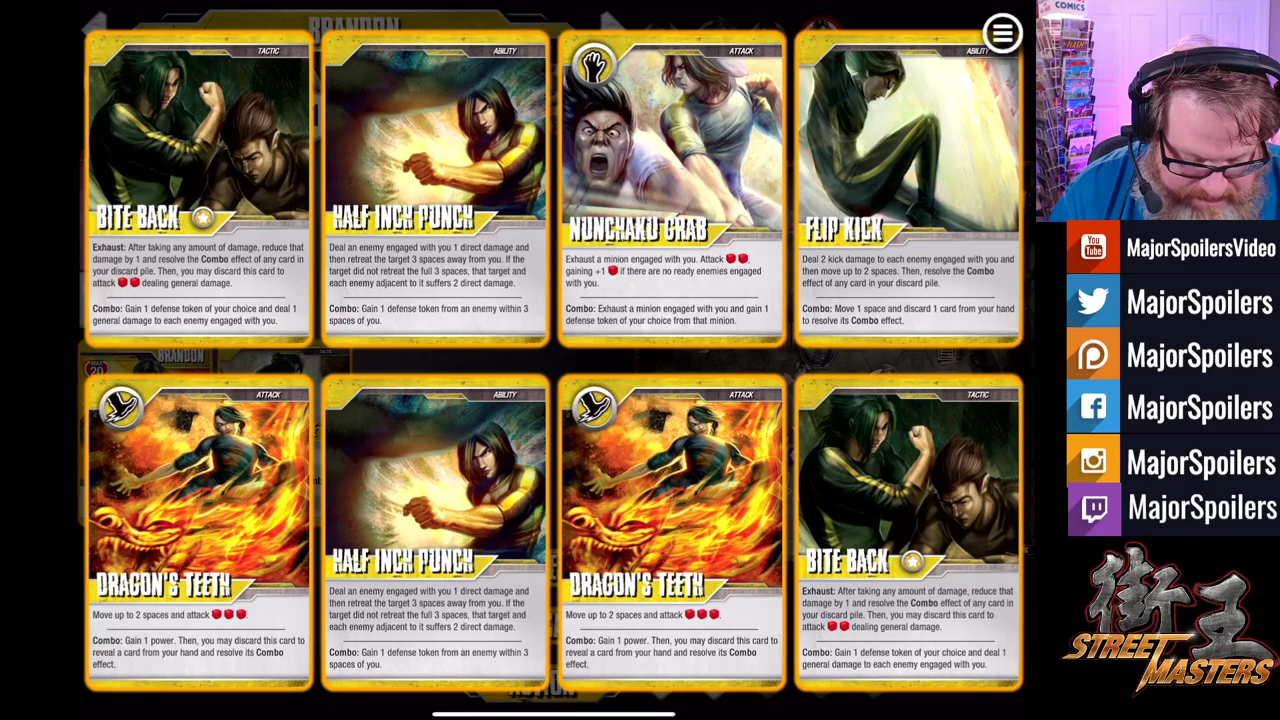 BRANDON
TACTIC
BITE BACK
Exhaust: After taking any amount of damage, reduce that
damage by 1 and resolve the Combo effect of any card in
your discard pile. Then, you may discard this card to
attack dealing general damage.
Combo: Gain 1 defense token of your choice and deal 1
general damage to each enemy engaged with you.
ABILITY
HALF INCH PUNCH
Deal an enemy engaged with you 1 direct damage and
then retreat the target 3 spaces away from you. If the
target did not retreat the full 3 spaces, that target and
each enemy adjacent to it suffers 2 direct damage.
Combo: Gain 1 defense token from an enemy within 3
spaces of you.
ATTACK
NUNCHAKU GRAB
Exhaust a minion engaged with you. Attack ,
gaining +1 if there are no ready enemies engaged
with you.
Combo: Exhaust a minion engaged with you and gain 1
defense token of your choice from that minion.
ABILITY
FLIP KICK
Deal 2 kick damage to each enemy engaged with you and
then move up to 2 spaces. Then, resolve the Combo
effect of any card in your discard pile.
Combo: Move 1 space and discard 1 card from your hand
to resolve its Combo effect.
BRANDON
20
ATTACK
DRAGON'S TEETH
Move up to 2 spaces and attack .
Combo: Gain 1 power. Then, you may discard this card to
reveal a card from your hand and resolve its Combo
effect.
ABILITY
HALF INCH PUNCH
Deal an enemy engaged with you 1 direct damage and
then retreat the target 3 spaces away from you. If the
target did not retreat the full 3 spaces, that target and
each enemy adjacent to it suffers 2 direct damage.
Combo: Gain 1 defense token from an enemy within 3
spaces of you.
ATTACK
DRAGON'S TEETH
Move up to 2 spaces and attack .
Combo: Gain 1 power. Then, you may discard this card to
reveal a card from your hand and resolve its Combo
effect.
TACTIC
BITE BACK
Exhaust: After taking any amount of damage, reduce that
damage by 1 and resolve the Combo effect of any card in
your discard pile. Then, you may discard this card to
attack dealing general damage.
Combo: Gain 1 defense token of your choice and deal 1
general damage to each enemy engaged with you.
COMICS
You
Tube
MajorSpoilersVideo
MajorSpoilers
MajorSpoilers
MajorSpoilers
MajorSpoilers
MajorSpoilers
街王
STREET
MASTERS